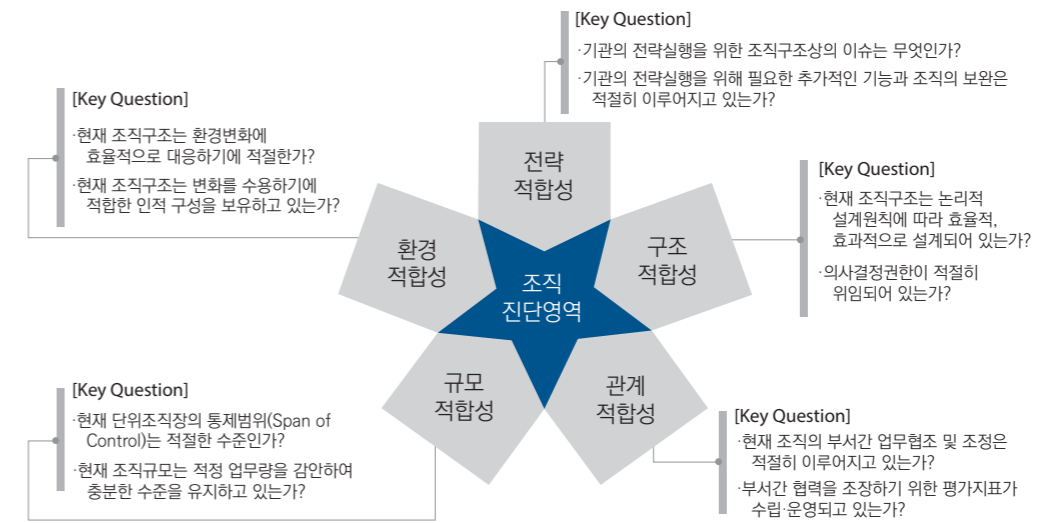 [Key Question]
·기관의 전략실행을 위한 조직구조상의 이슈는 무엇인가?
·기관의 전략실행을 위해 필요한 추가적인 기능과 조직의 보완은
적절히 이루어지고 있는가?
[Key Question]
·현재 조직구조는 환경변화에
효율적으로 대응하기에 적절한가?
·현재 조직구조는 변화를 수용하기에
적합한 인적 구성을 보유하고 있는가?
전략
적합성
[Key Question]
·현재 조직구조는 논리적
설계원칙에 따라 효율적,
효과적으로 설계되어 있는가?
·의사결정권한이 적절히
위임되어 있는가?
환경
적합성
구조
적합성
조직
진단영역
규모
적합성
관계
적합성
[Key Question]
·현재 단위조직장의 통제범위(Span of
Control)는 적절한 수준인가?
·현재 조직규모는 적정 업무량을 감안하여
충분한 수준을 유지하고 있는가?
[Key Question]
·현재 조직의 부서간 업무협조 및 조정은
적절히 이루어지고 있는가?
·부서간 협력을 조장하기 위한 평가지표가
수립·운영되고 있는가?